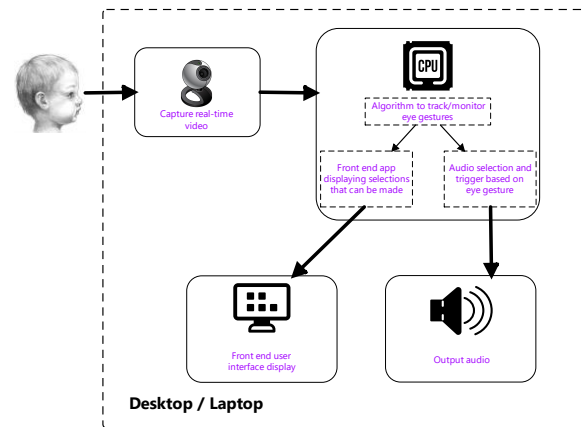 CPU
Capture real-time
video
Algorithm to track/monitor
eye gestures
Front end app
displaying selections
that can be made
Audio selection and
trigger based on
eye gesture
Front end user
interface display
Output audio
Desktop / Laptop